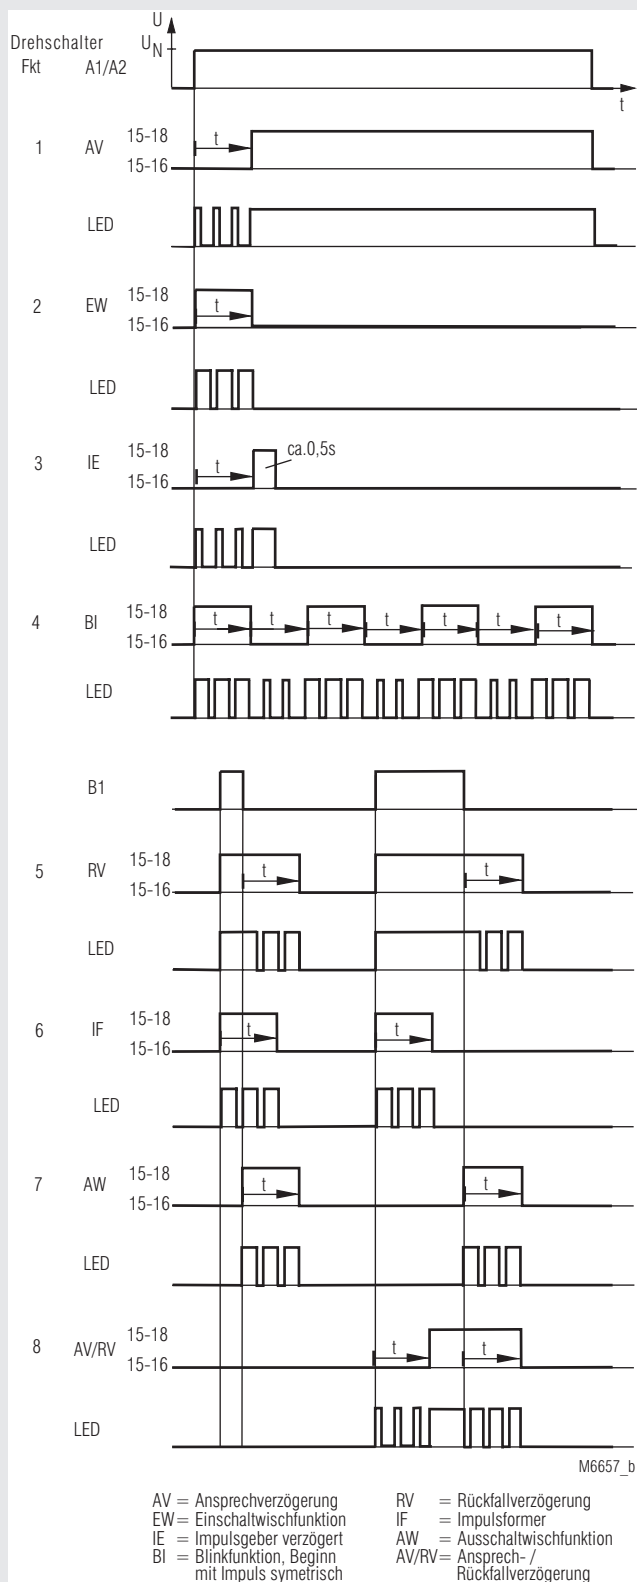 U
Drehschalter
U_N
Fkt A1/A2
t
1 AV 15-18
t
15-16
LED
2 EW 15-18
t
15-16
LED
3 IE 15-18
ca.0,5s
t
15-16
LED
4 BI 15-18
t t t t t t t
15-16
LED
B1
5 RV 15-18
t t
15-16
LED
6 IF 15-18
t t
15-16
LED
7 AW 15-18
t t
15-16
LED
8 AV/RV 15-18
t t
15-16
LED
M6657_b
AV = Ansprechverzögerung
EW = Einschaltwischfunktion
IE = Impulsgeber verzögert
BI = Blinkfunktion, Beginn
mit Impuls symetrisch
RV = Rückfallverzögerung
IF = Impulsformer
AW = Ausschaltwischfunktion
AV/RV = Ansprech- /
Rückfallverzögerung